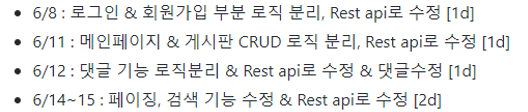 • 6/8 : 로그인 & 회원가입 부분 로직 분리, Rest api로 수정 [1d]
• 6/11 : 메인페이지 & 게시판 CRUD 로직 분리, Rest api로 수정 [1d]
• 6/12 : 댓글 기능 로직분리 & Rest api로 수정 & 댓글수정 [1d]
• 6/14~15 : 페이징, 검색 기능 수정 & Rest api로 수정 [2d]